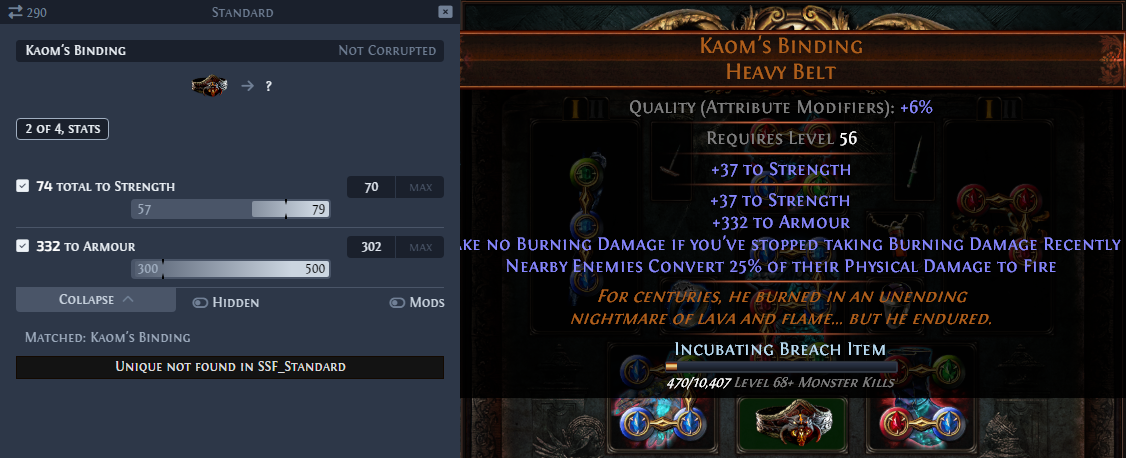 290
Standard
Kaom's Binding
Not Corrupted
?
2 of 4, stats
74 total to Strength
70
MAX
57
79
332 to Armour
302
MAX
300
500
Collapse
Hidden
Mods
Matched: Kaom's Binding
Unique not found in SSF_Standard
Kaom's Binding
Heavy Belt
Quality (Attribute Modifiers): +6%
Requires Level 56
+37 to Strength
+37 to Strength
+332 to Armour
ake no Burning Damage if you've stopped taking Burning Damage Recently
Nearby Enemies Convert 25% of their Physical Damage to Fire
For centuries, he burned in an unending
nightmare of lava and flame... but he endured.
Incubating Breach Item
470/10,407 Level 68+ Monster Kills